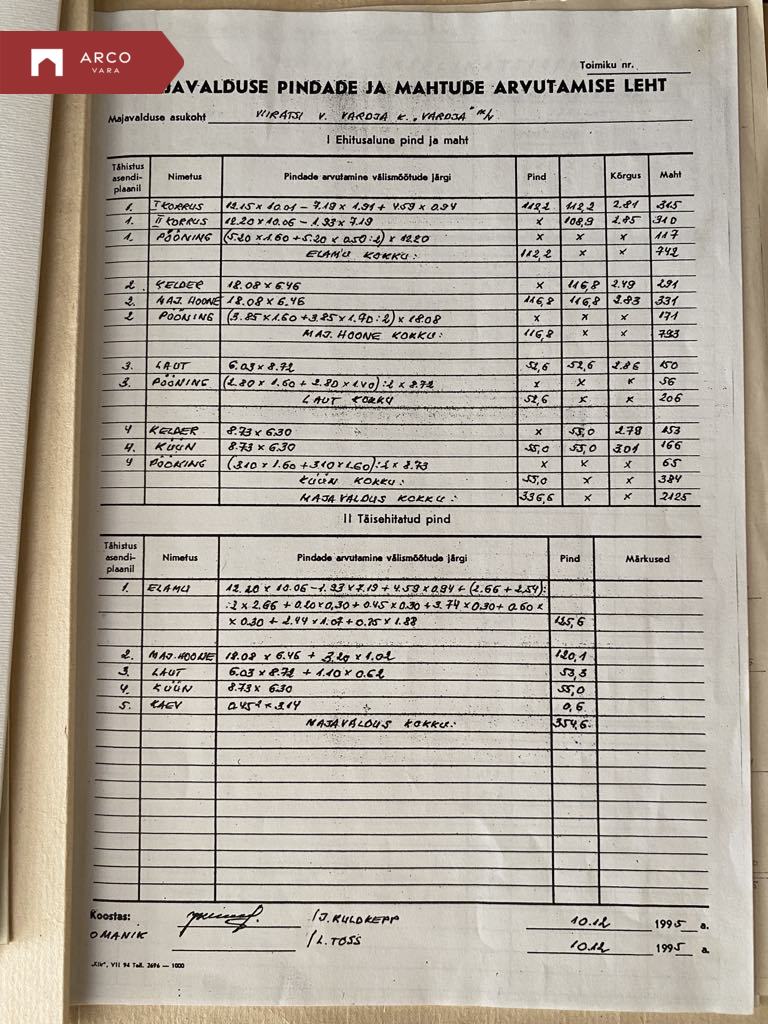 ARCO
VARA
Toimiku nr.
JAVALDUSE PINDADE JA MAHTUDE ARVUTAMISE LEHT
Majavalduse asukoht VIIRATSI V. VARDJA K. „VARDJA"
I Ehitusalune pind ja maht
Tähistus asendi-plaanil Nimetus Pindade arvutamine välismõõtude järgi Pind Kõrgus Maht
1. I KORRUS 12.15 x 10.01 - 7.19 x 1.91 + 4.59 x 0.94 112,2 112,2 2.81 315
1. II KORRUS 12.20 x 10.06 - 1.93 x 7.19 x 108,9 2.85 310
1. PÖÖNING (5.20 x 1.60 + 5.20 x 0.50 : 2) x 12.20 x x x 117
ELAMU KOKKU: 112,2 x x 742
2. KELDER 18.08 x 6.46 x 116,8 2.49 291
2. MAJ. HOONE 18.08 x 6.46 116,8 116,8 2.83 331
2 PÖÖNING (3.85 x 1.60 + 3.85 x 1.70 : 2) x 18.08 x x x 171
MAJ. HOONE KOKKU: 116,8 x x 793
3. LAUT 6.03 x 8.72 52,6 52,6 2.86 150
3. PÖÖNING (2.80 x 1.60 + 2.80 x 1.40) : 2 x 8.72 x x x 56
LAUT KOKKU 52,6 x x 206
4 KELDER 8.73 x 6.30 x 55,0 2.78 153
4. KÜÜN 8.73 x 6.30 55,0 55,0 3.01 166
4 PÖÖNING (3.10 x 1.60 + 3.10 x 1.60) : 2 x 8.73 x x x 65
KÜÜN KOKKU: 55,0 x x 384
MAJAVALDUS KOKKU: 336,6 x x 2125
II Täisehitatud pind
Tähistus asendi-plaanil Nimetus Pindade arvutamine välismõõtude järgi Pind Märkused
1. ELAMU 12.20 x 10.06 - 1.93 x 7.19 + 4.59 x 0.94 + (2.66 + 2.54):
:2 x 2.66 + 0.20 x 0.30 + 0.45 x 0.30 + 3.74 x 0.30 + 0.60 x
x 0.30 + 2.44 x 1.07 + 0.75 x 1.88 125,6
2. MAJ. HOONE 18.08 x 6.46 + 3.20 x 1.02 120,1
3. LAUT 6.03 x 8.72 + 1.10 x 0.62 53,3
4. KÜÜN 8.73 x 6.30 55,0
5. KAEV 0.45² x 3.14 0,6
MAJAVALDUS KOKKU: 354,6
Koostas: /J. KULDKEPP 10.12 1995 a.
OMANIK /L. TOSS 10.12 1995 a.
„Kiir", VII 94 Tell. 2696 — 1000